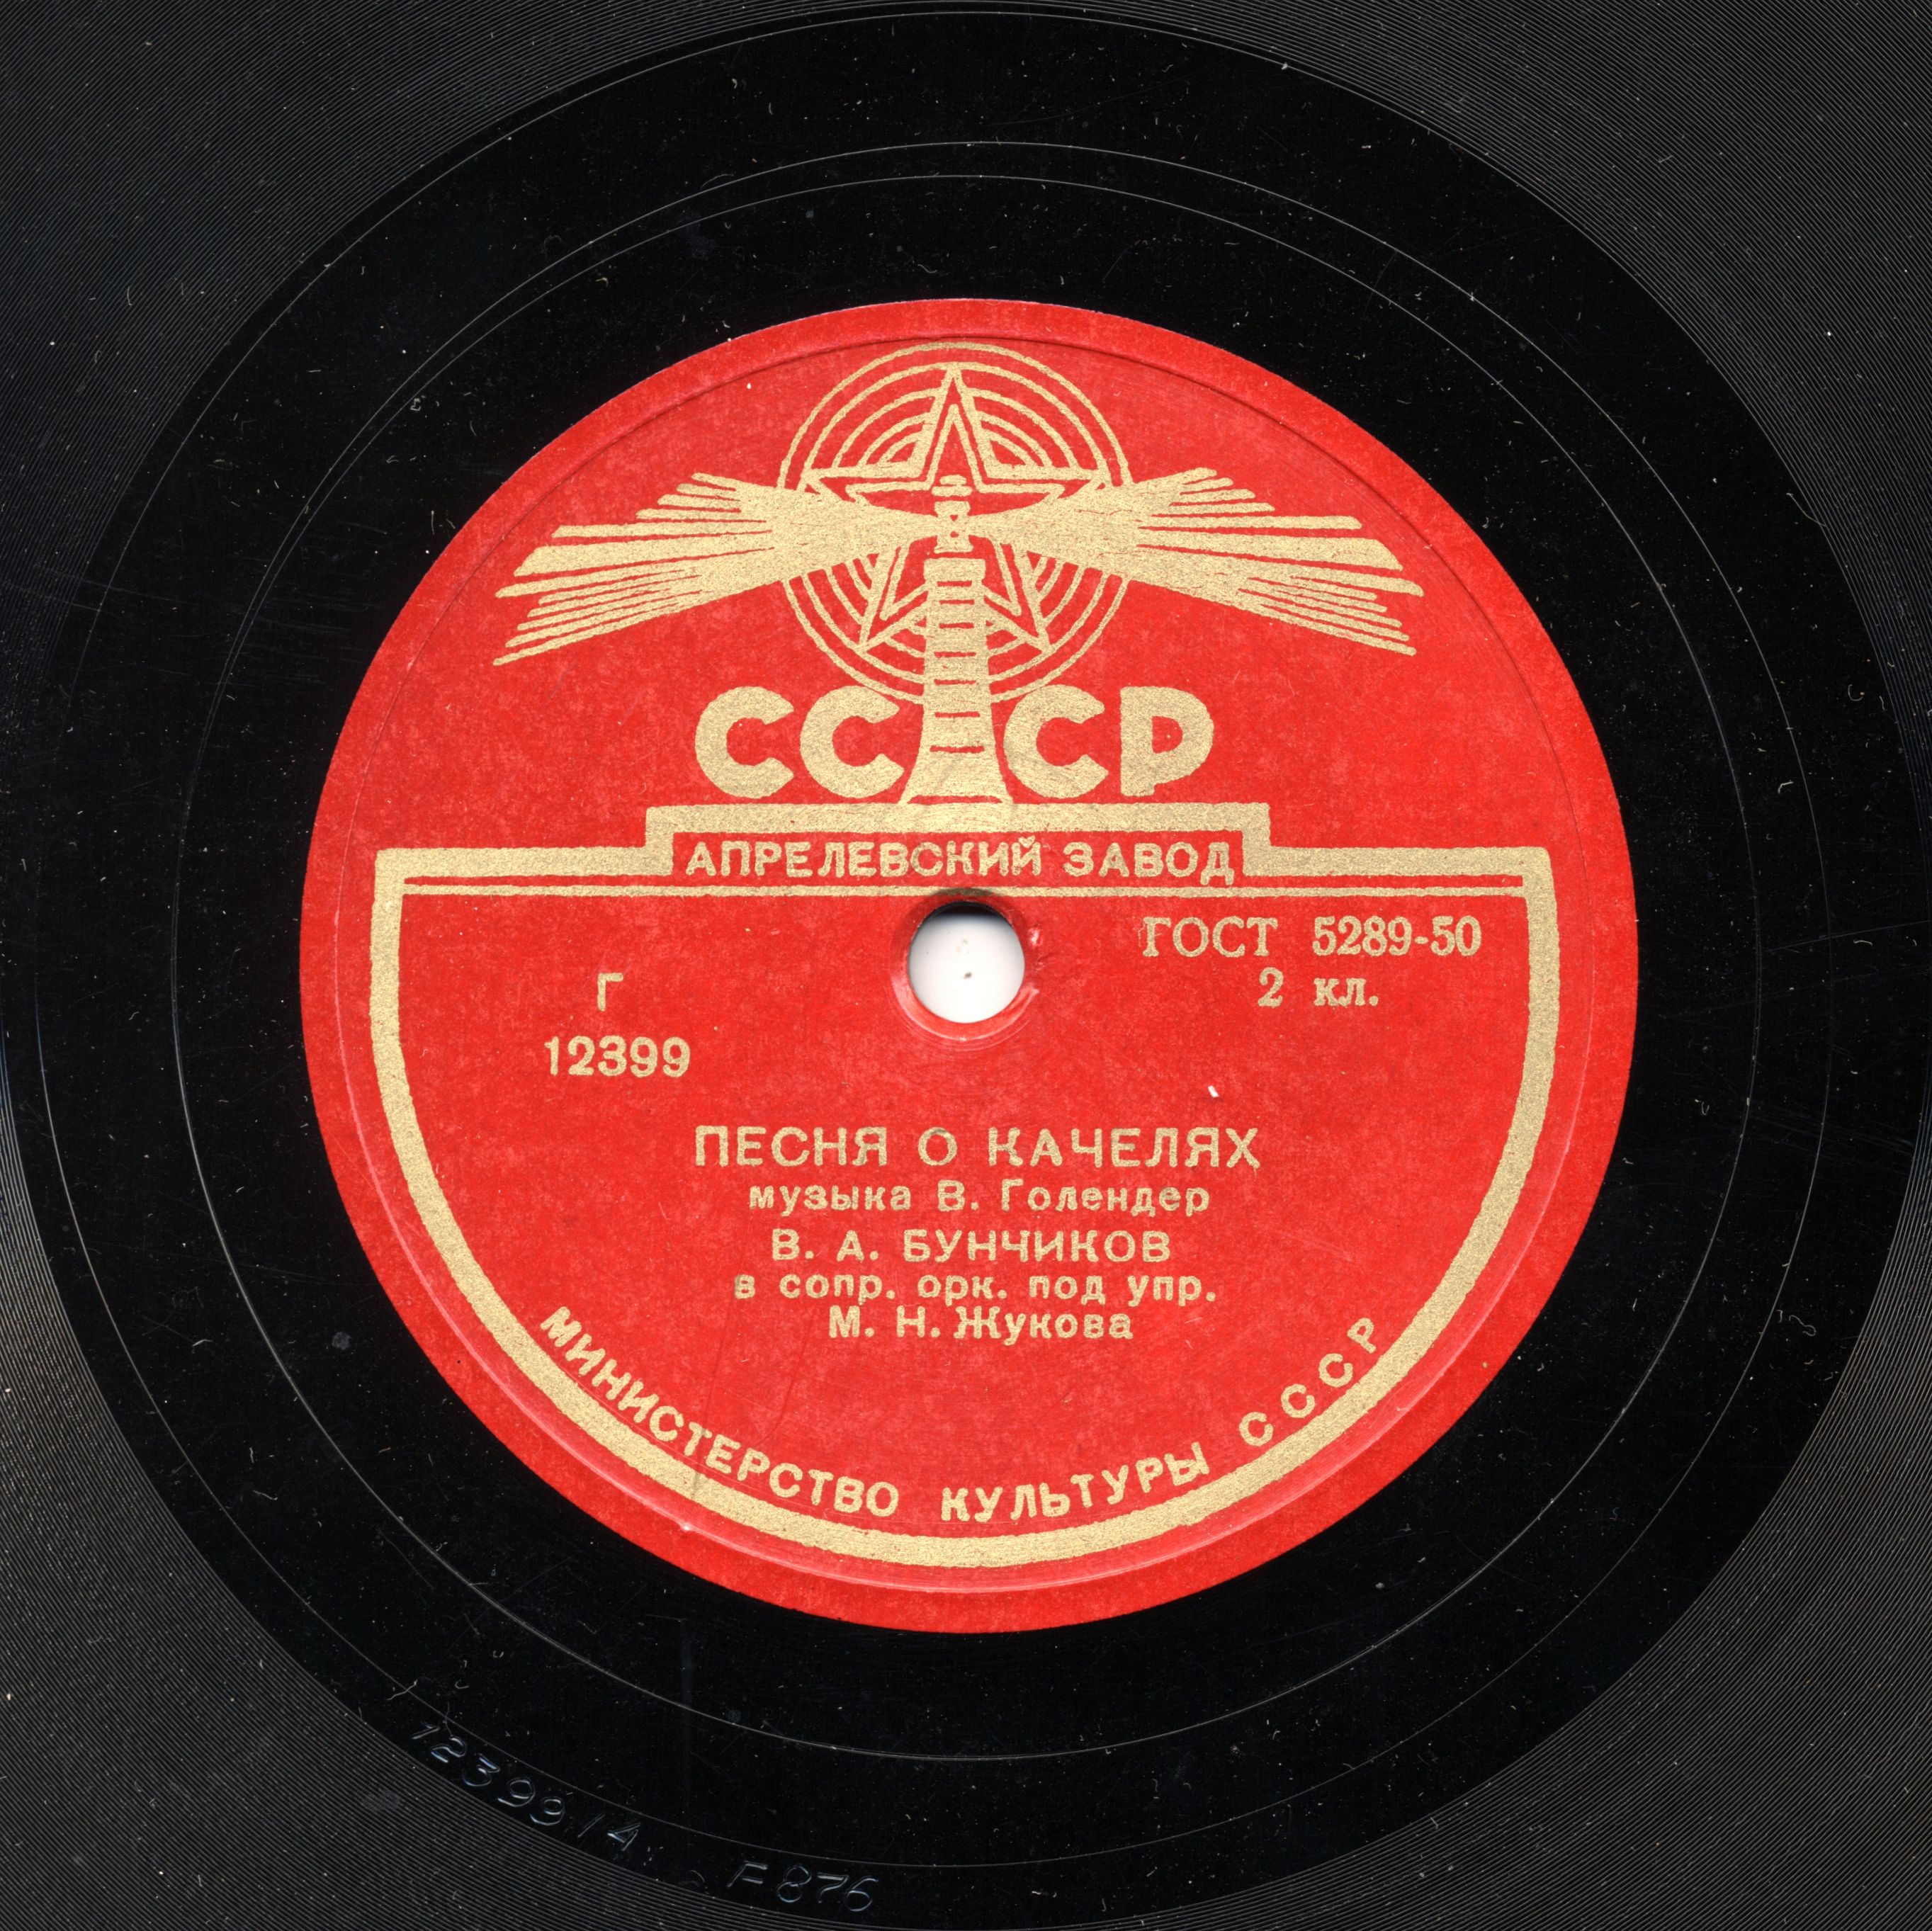 СССР
АПРЕЛЕВСКИЙ ЗАВОД
ГОСТ 5289-50
2 кл.
Г
12399
ПЕСНЯ О КАЧЕЛЯХ
музыка В. Голендер
В. А. БУНЧИКОВ
в сопр. орк. под упр.
М. Н. Жукова
МИНИСТЕРСТВО КУЛЬТУРЫ СССР
12399/4
F876